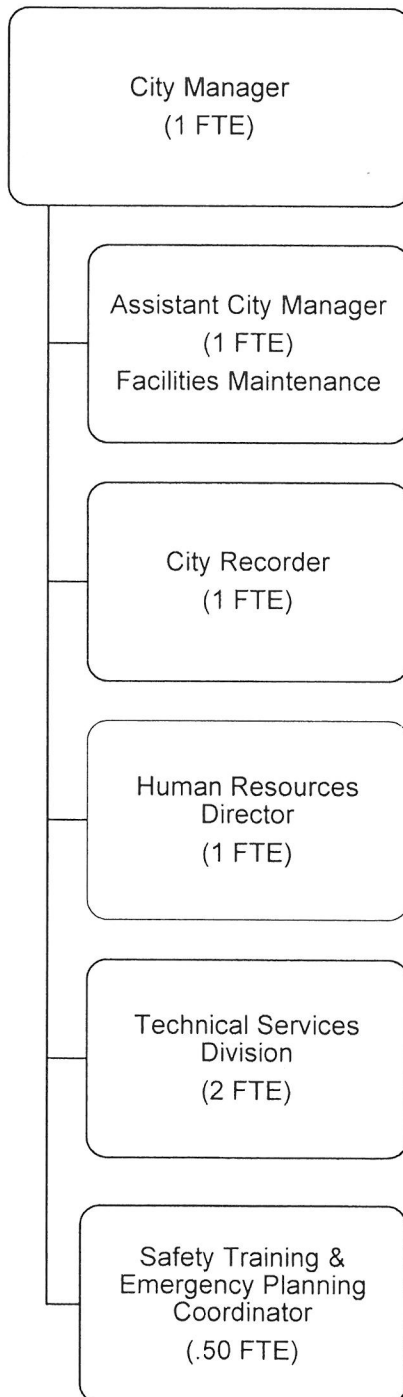 City Manager
(1 FTE)
Assistant City Manager
(1 FTE)
Facilities Maintenance
City Recorder
(1 FTE)
Human Resources
Director
(1 FTE)
Technical Services
Division
(2 FTE)
Safety Training &
Emergency Planning
Coordinator
(.50 FTE)